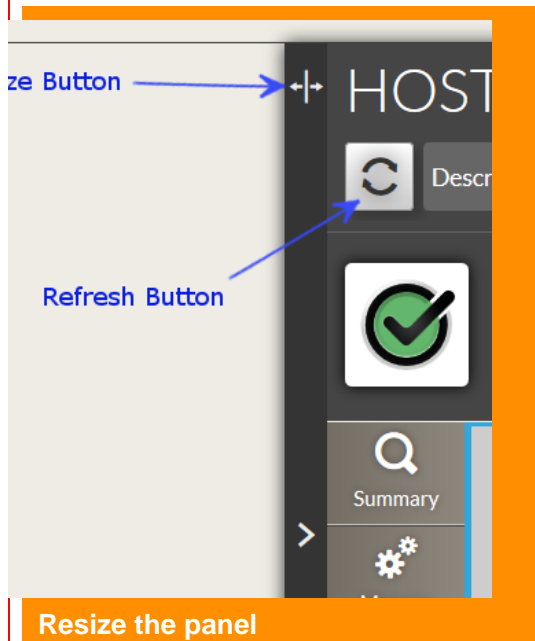 ze Button
HOST
Descr
Refresh Button
Summary
Resize the panel